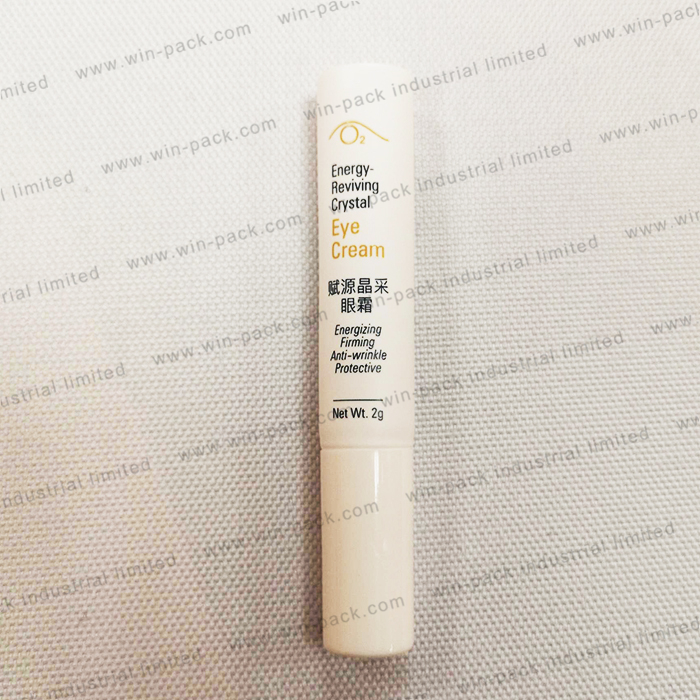 O2
Energy-
Reviving
Crystal
Eye
Cream
赋源晶采
眼霜
Energizing
Firming
Anti-wrinkle
Protective
Net Wt. 2g
www.win-pack.com
win-pack industrial limited